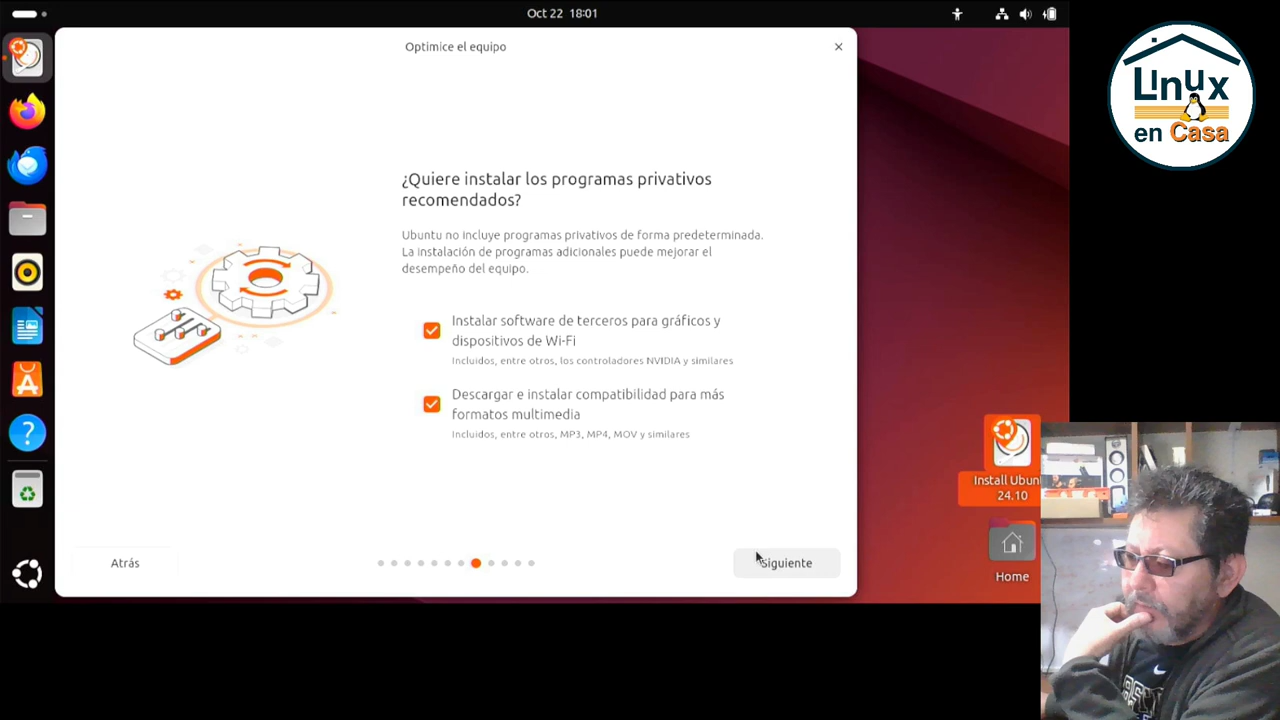 Oct 22 18:01
Optimice el equipo
¿Quiere instalar los programas privativos
recomendados?
Ubuntu no incluye programas privativos de forma predeterminada.
La instalación de programas adicionales puede mejorar el
desempeño del equipo.
Instalar software de terceros para gráficos y
dispositivos de Wi-Fi
Incluidos, entre otros, los controladores NVIDIA y similares
Descargar e instalar compatibilidad para más
formatos multimedia
Incluidos, entre otros, MP3, MP4, MOV y similares
Atrás
Siguiente
Install Ubun
24.10
Home
Linux
en Casa